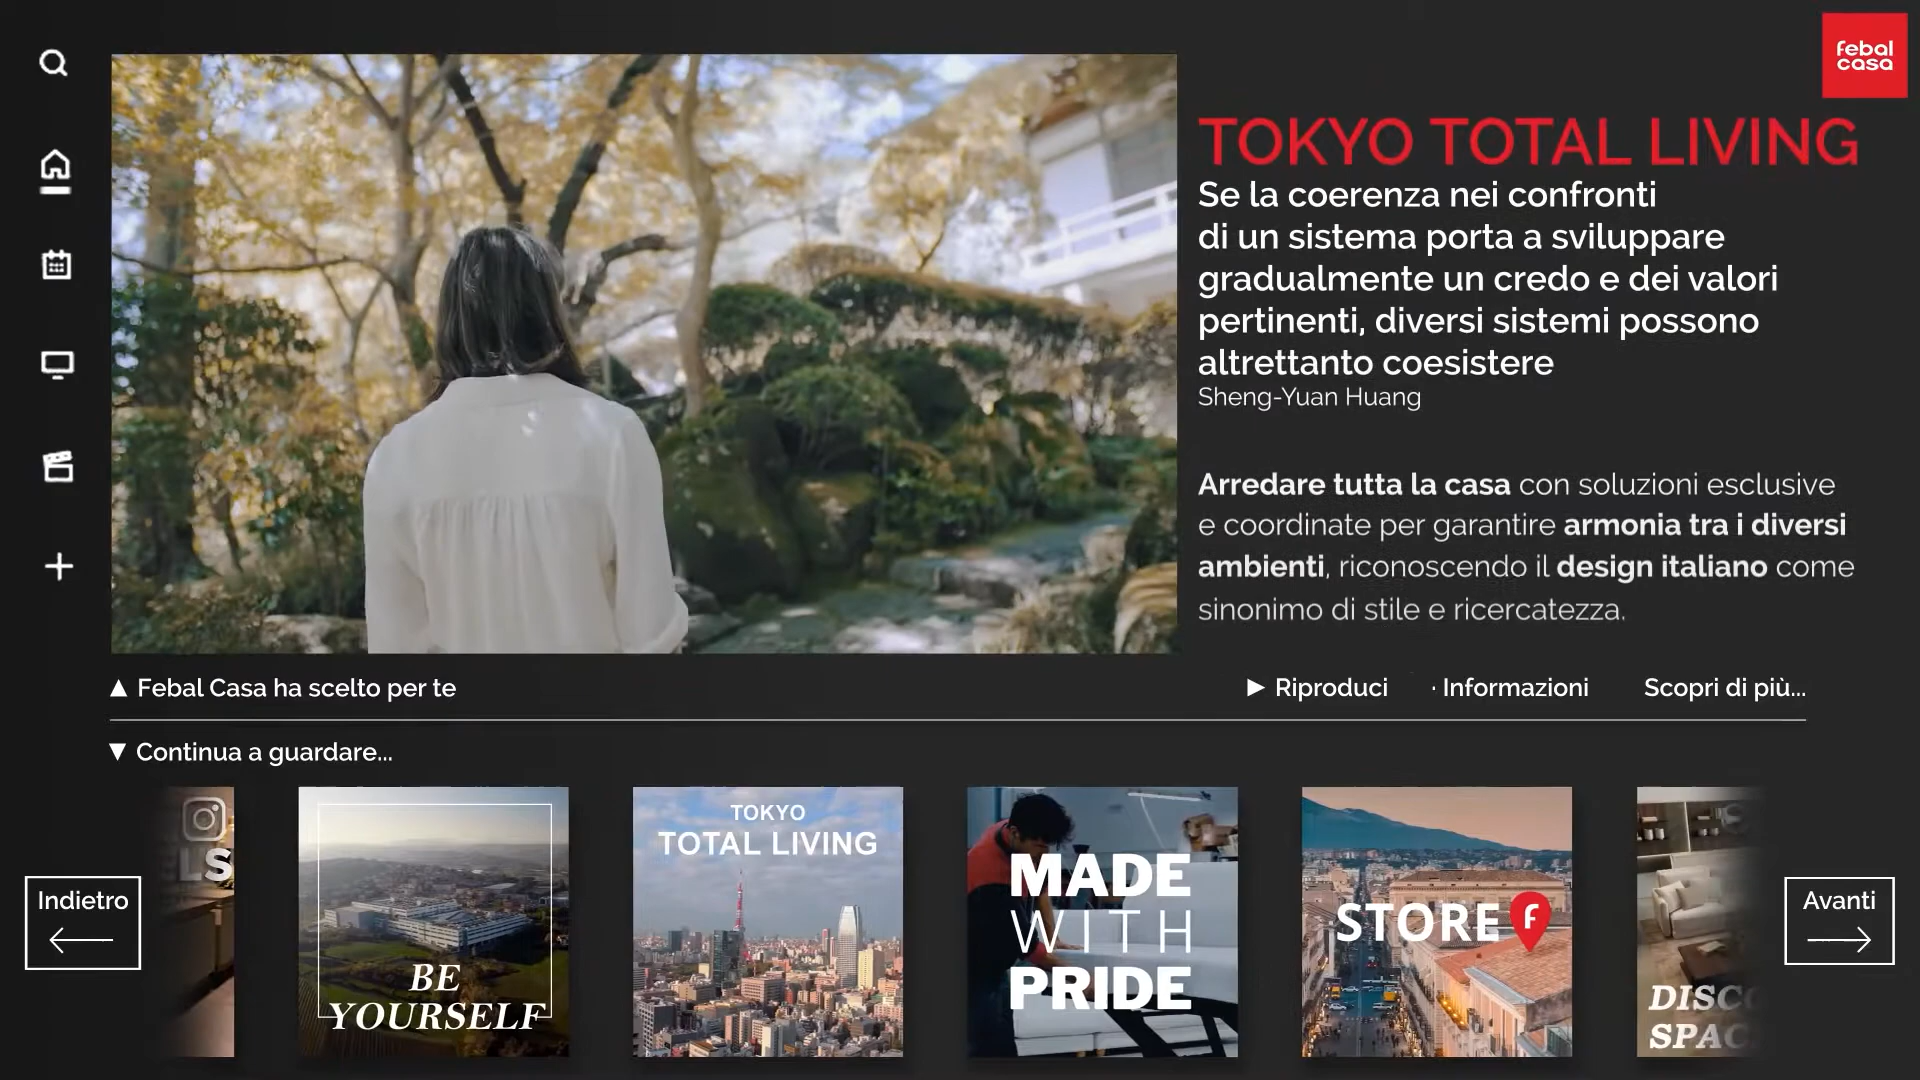 febal
casa
TOKYO TOTAL LIVING
Se la coerenza nei confronti
di un sistema porta a sviluppare
gradualmente un credo e dei valori
pertinenti, diversi sistemi possono
altrettanto coesistere
Sheng-Yuan Huang
Arredare tutta la casa con soluzioni esclusive
e coordinate per garantire armonia tra i diversi
ambienti, riconoscendo il design italiano come
sinonimo di stile e ricercatezza.
▲ Febal Casa ha scelto per te
▶ Riproduci
· Informazioni
Scopri di più...
▼ Continua a guardare...
Indietro
LS
BE
YOURSELF
TOKYO
TOTAL LIVING
MADE
WITH
PRIDE
STORE
Avanti